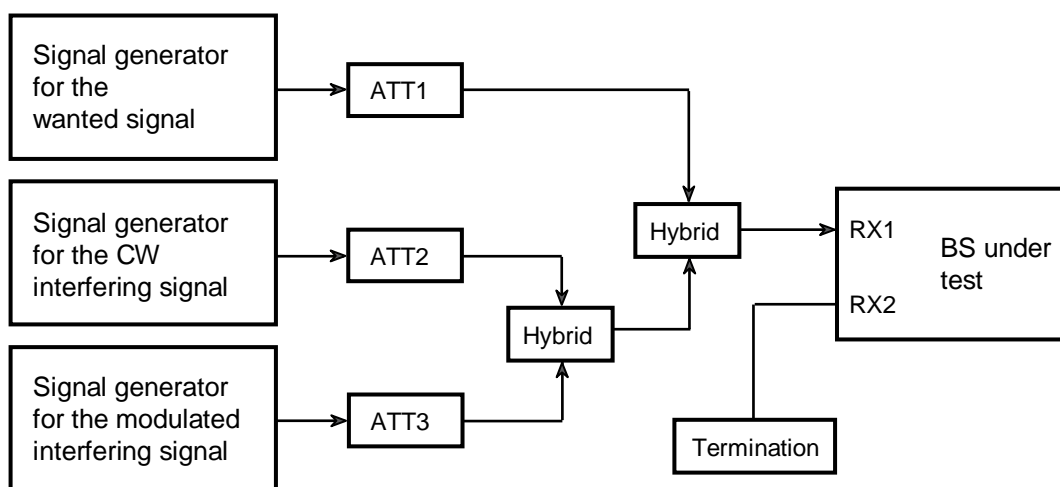 Signal generator
for the
wanted signal
ATT1
Signal generator
for the CW
interfering signal
ATT2
Hybrid
Hybrid
Signal generator
for the modulated
interfering signal
ATT3
RX1
RX2
BS under
test
Termination